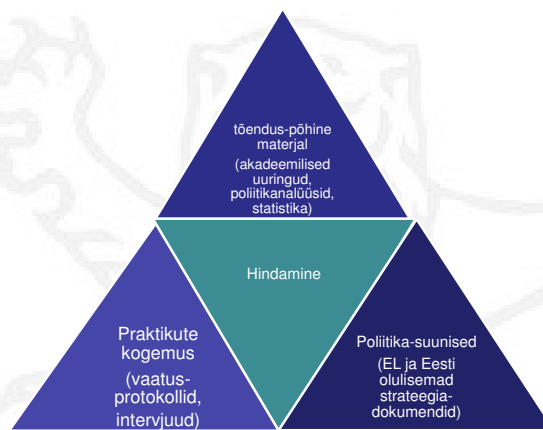 tõendus-põhine
materjal
(akadeemilised
uuringud,
poliitikanalüüsid,
statistika)
Hindamine
Praktikute
kogemus
(vaatus-
protokollid,
intervjuud)
Poliitika-suunised
(EL ja Eesti
olulisemad
strateegia-
dokumendid)